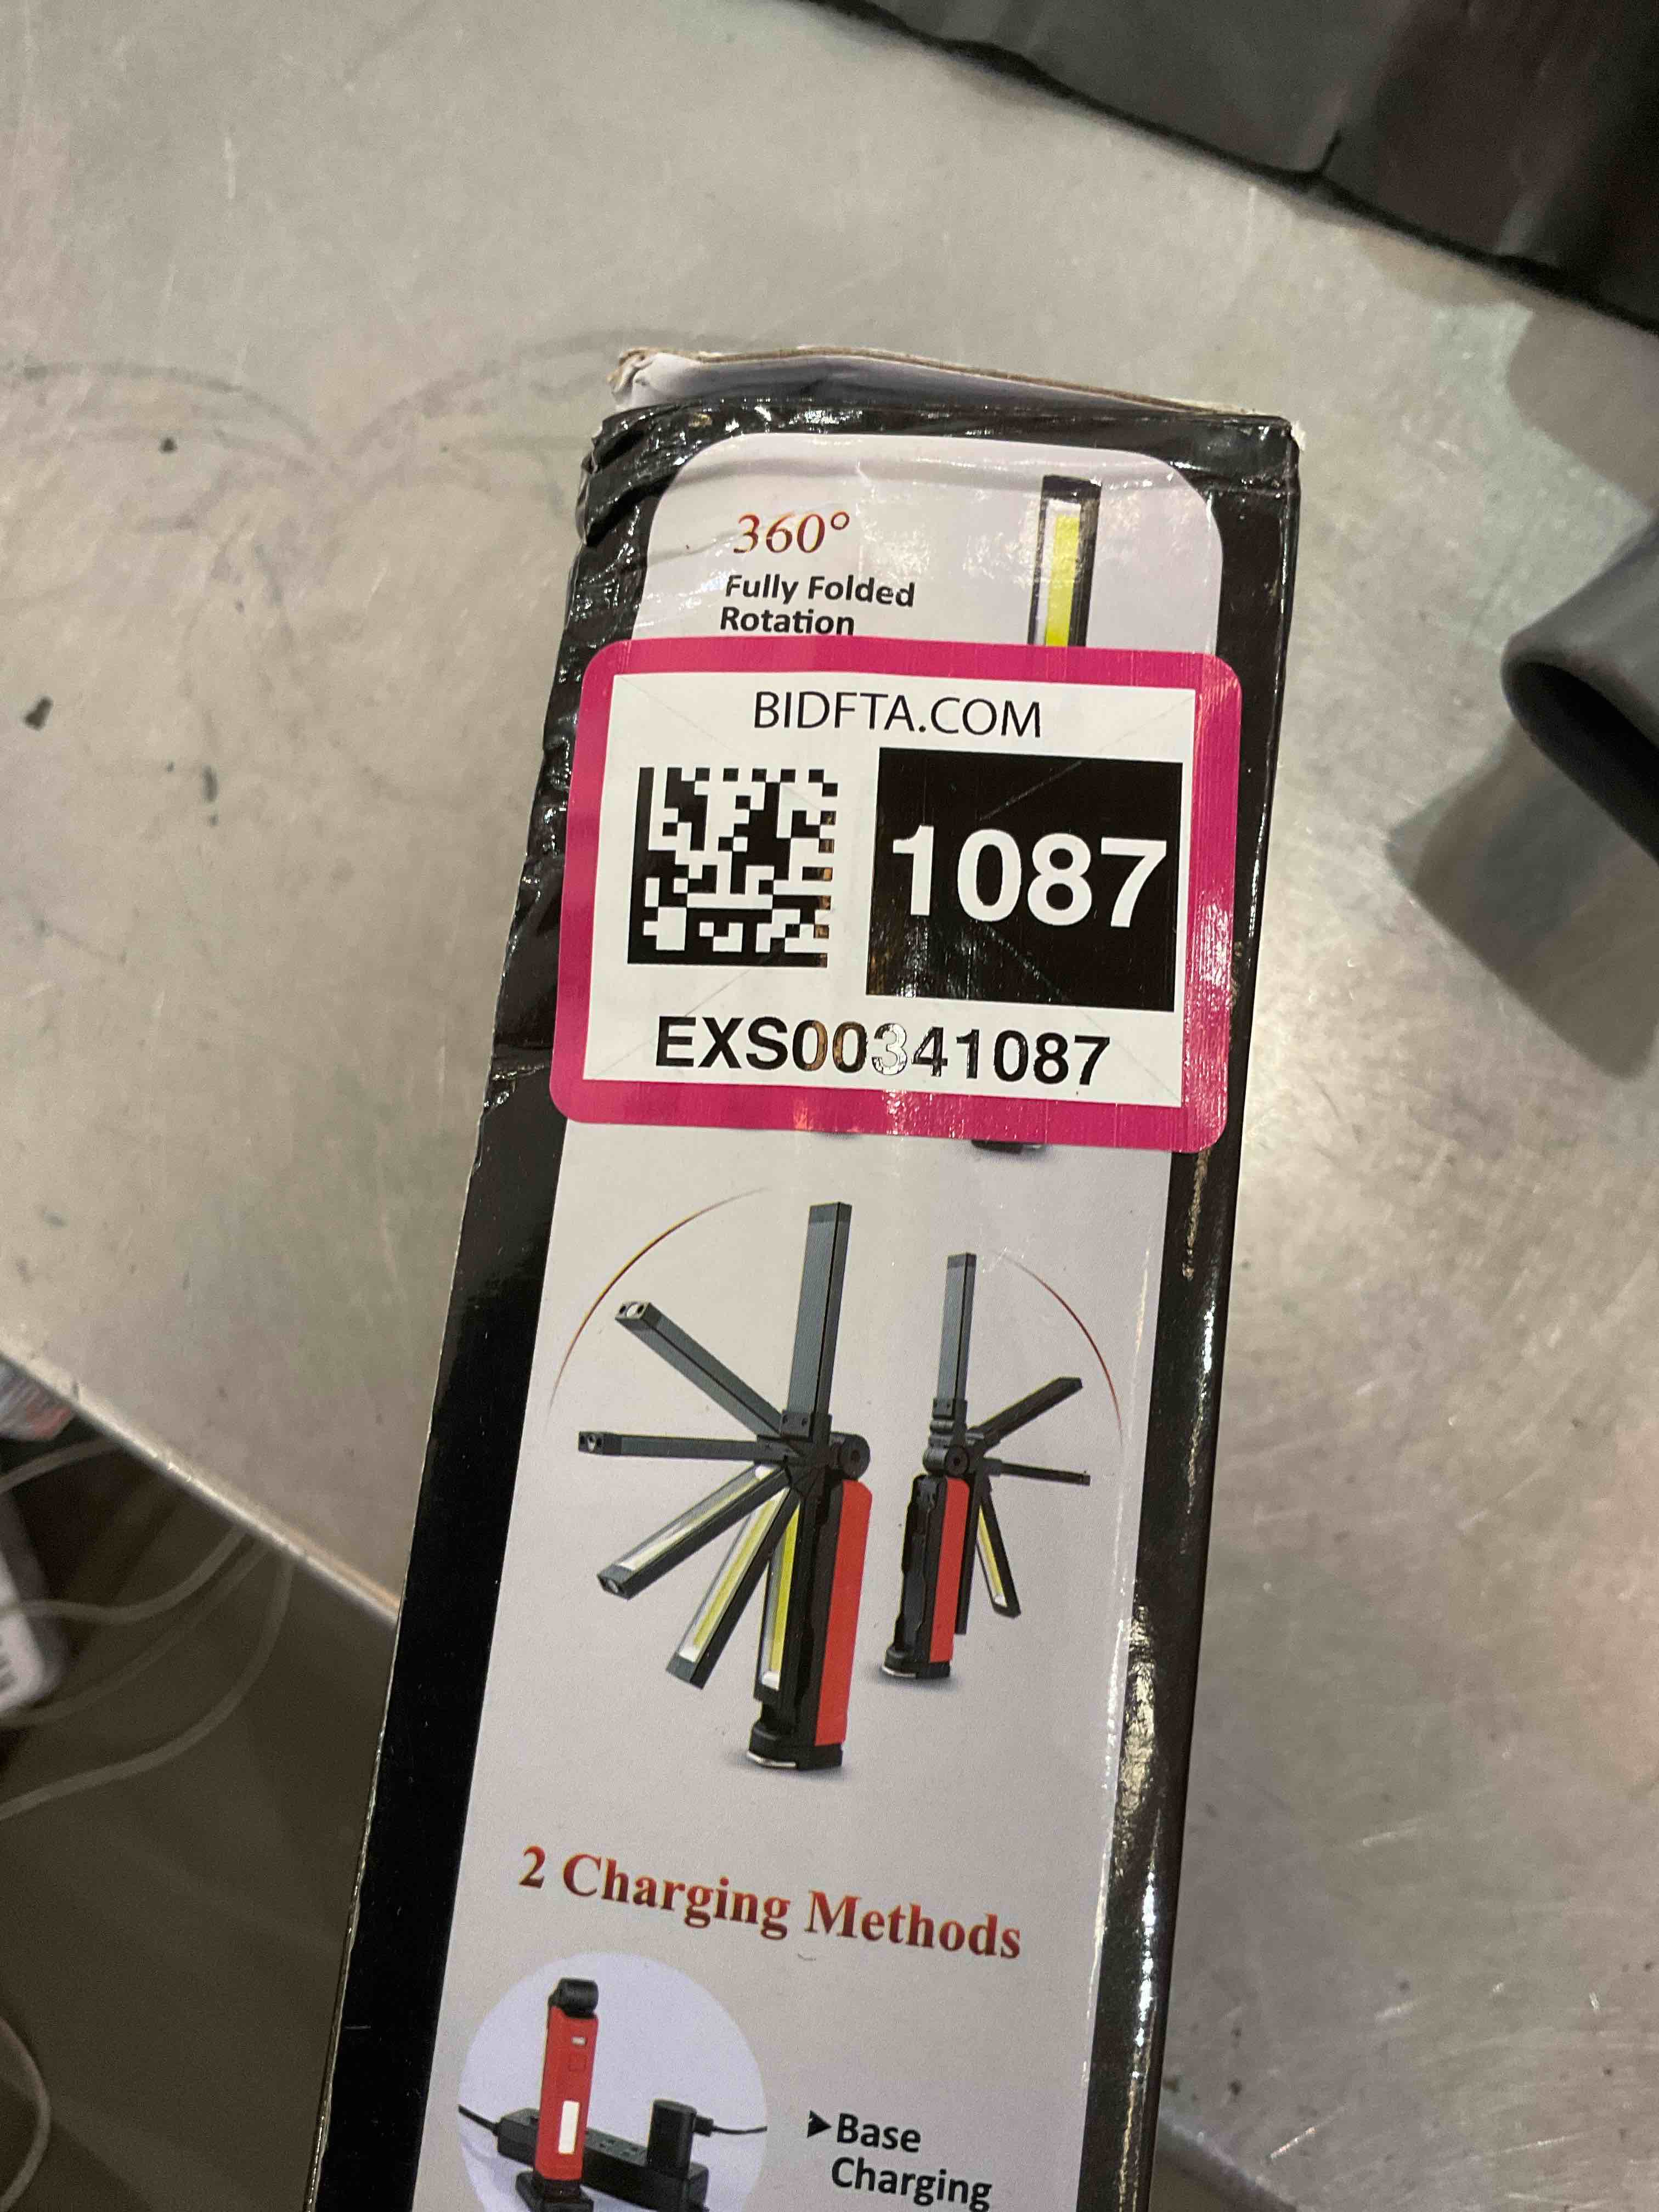 360°
Fully Folded
Rotation
BIDFTA.COM
1087
EXS00341087
2 Charging Methods
➤Base
Charging